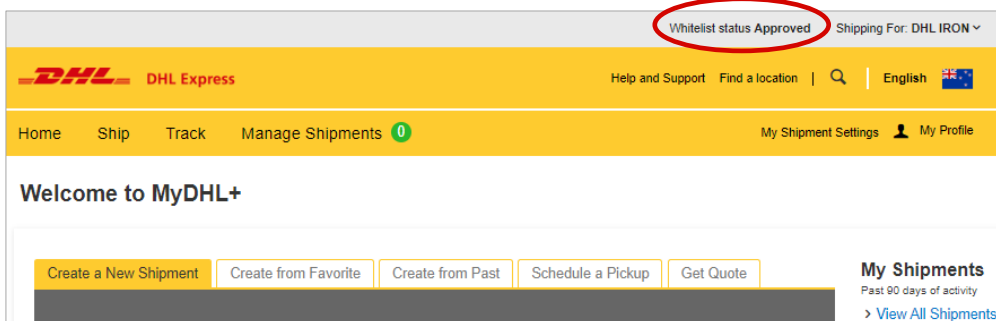 Whitelist status Approved Shipping For: DHL IRON
DHL DHL Express Help and Support Find a location | English
Home Ship Track Manage Shipments 0 My Shipment Settings My Profile
Welcome to MyDHL+
Create a New Shipment Create from Favorite Create from Past Schedule a Pickup Get Quote My Shipments
Past 90 days of activity
> View All Shipments